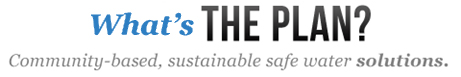 What's THE PLAN?
Community-based, sustainable safe water solutions.